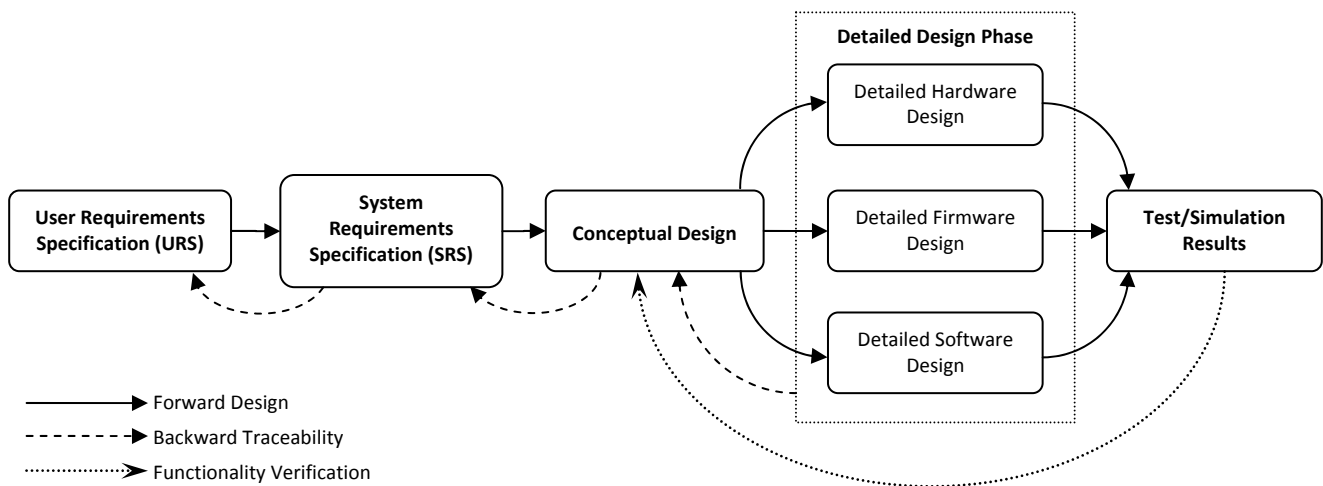 Detailed Design Phase
Detailed Hardware
Design
User Requirements
Specification (URS)
System
Requirements
Specification (SRS)
Conceptual Design
Detailed Firmware
Design
Test/Simulation
Results
Detailed Software
Design
Forward Design
Backward Traceability
Functionality Verification